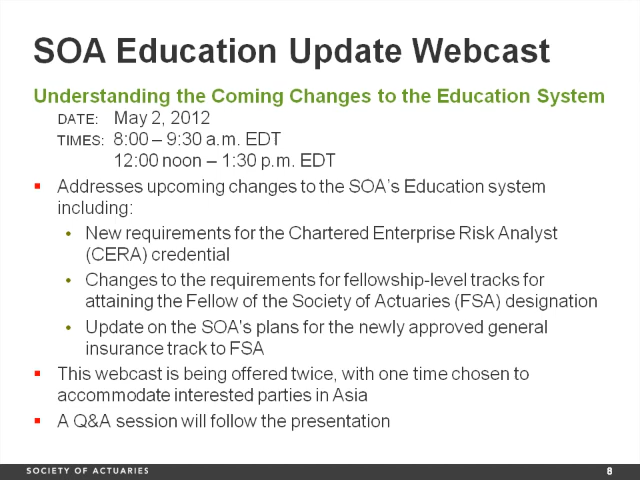 SOA Education Update Webcast
Understanding the Coming Changes to the Education System
DATE: May 2, 2012
TIMES: 8:00 – 9:30 a.m. EDT
12:00 noon – 1:30 p.m. EDT
▪ Addresses upcoming changes to the SOA's Education system
including:
• New requirements for the Chartered Enterprise Risk Analyst
(CERA) credential
• Changes to the requirements for fellowship-level tracks for
attaining the Fellow of the Society of Actuaries (FSA) designation
• Update on the SOA's plans for the newly approved general
insurance track to FSA
▪ This webcast is being offered twice, with one time chosen to
accommodate interested parties in Asia
▪ A Q&A session will follow the presentation
SOCIETY OF ACTUARIES 8